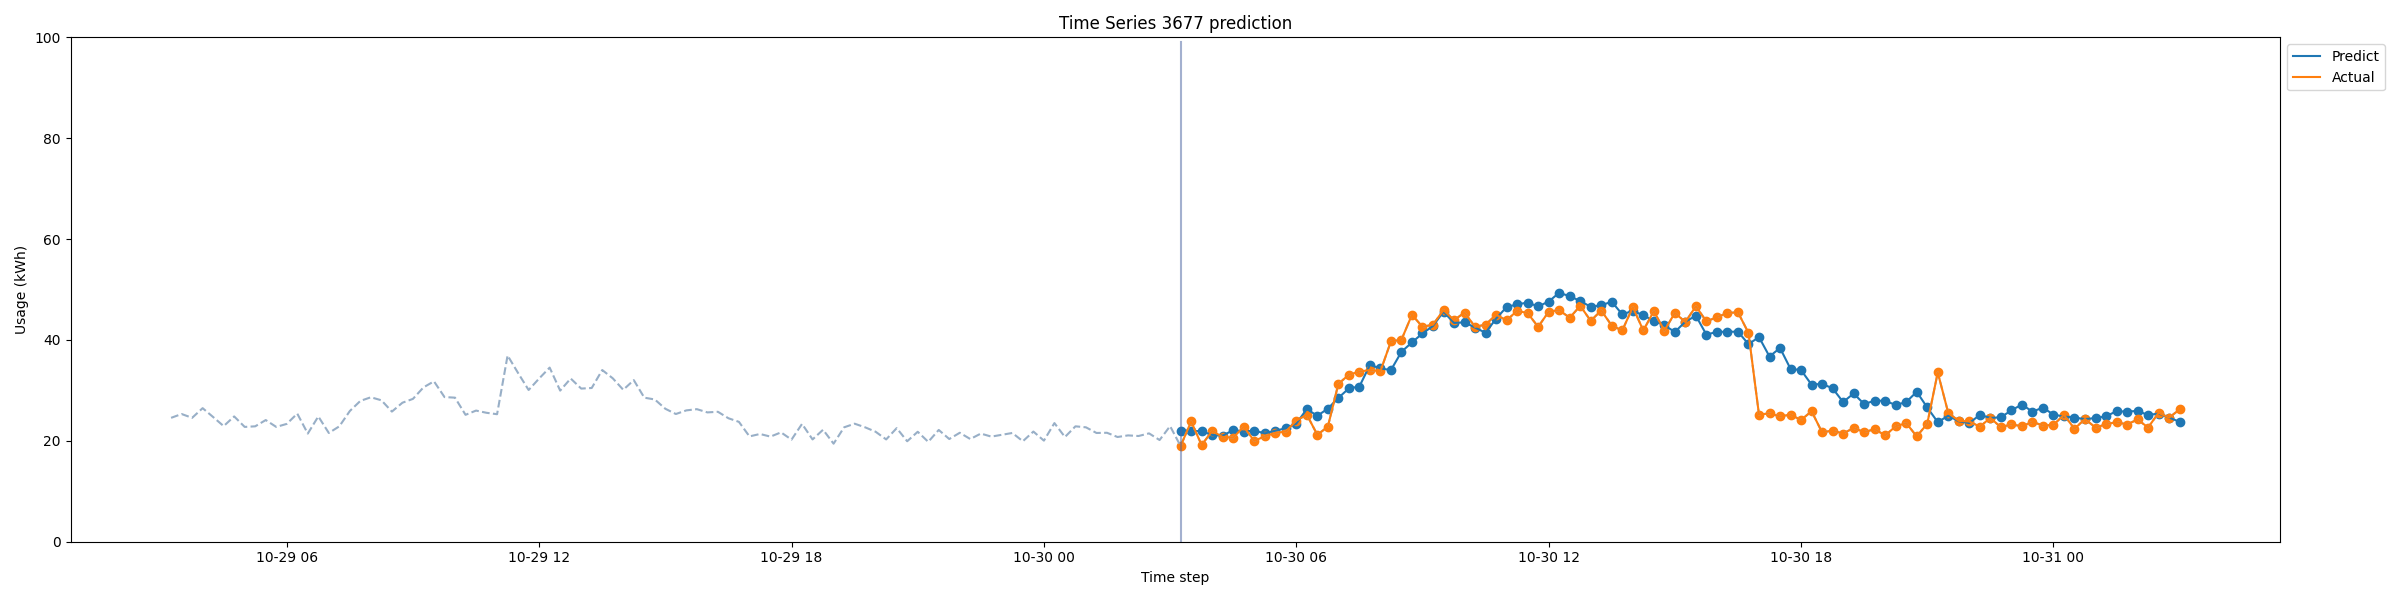 Time Series 3677 prediction
Usage (kWh)
100
80
60
40
20
0
10-29 06
10-29 12
10-29 18
10-30 00
10-30 06
10-30 12
10-30 18
10-31 00
Time step
Predict
Actual